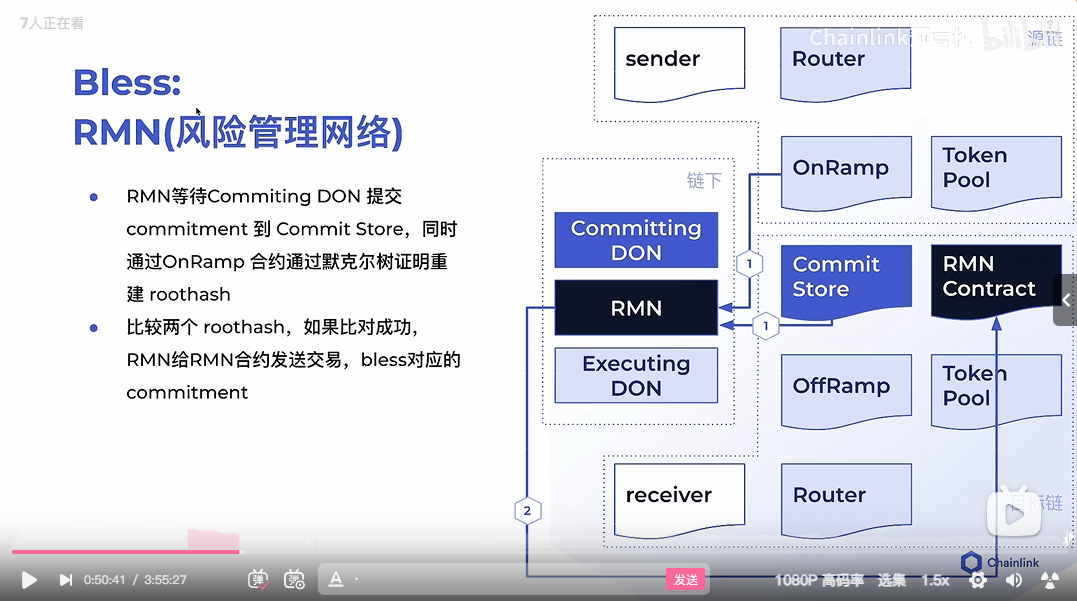 7人正在看
Bless:
RMN(风险管理网络)
RMN等待Commiting DON 提交
commitment 到 Commit Store，同时
通过OnRamp 合约通过默克尔树证明重
建 roothash
比较两个 roothash，如果比对成功，
RMN给RMN合约发送交易，bless对应的
commitment
Chainlink
源链
sender
Router
OnRamp
Token
Pool
链下
Committing
DON
RMN
Executing
DON
1
1
2
Commit
Store
RMN
Contract
OffRamp
Token
Pool
receiver
Router
目标链
Chainlink
0:50:41 / 3:55:27
弹
弹
A
发送
1080P 高码率
选集
1.5x